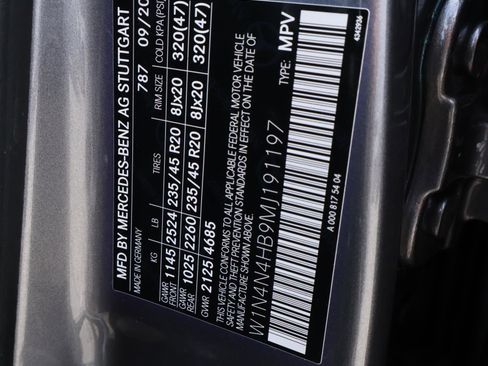 MFD BY MERCEDES-BENZ AG STUTTGART
MADE IN GERMANY 787 09/20
KG LB TIRES RIM SIZE COLD KPA(PSI
GAWR FRONT 1145 2524 235/45 R20 8Jx20 320(47)
GAWR REAR 1025 2260 235/45 R20 8Jx20 320(47)
GVWR 2125 4685
THIS VEHICLE CONFORMS TO ALL APPLICABLE FEDERAL MOTOR VEHICLE
SAFETY AND THEFT PREVENTION STANDARDS IN EFFECT ON THE DATE OF
MANUFACTURE SHOWN ABOVE.
W1N4N4HB9MJ191197 TYPE: MPV
A 000 817 54 04
4342936